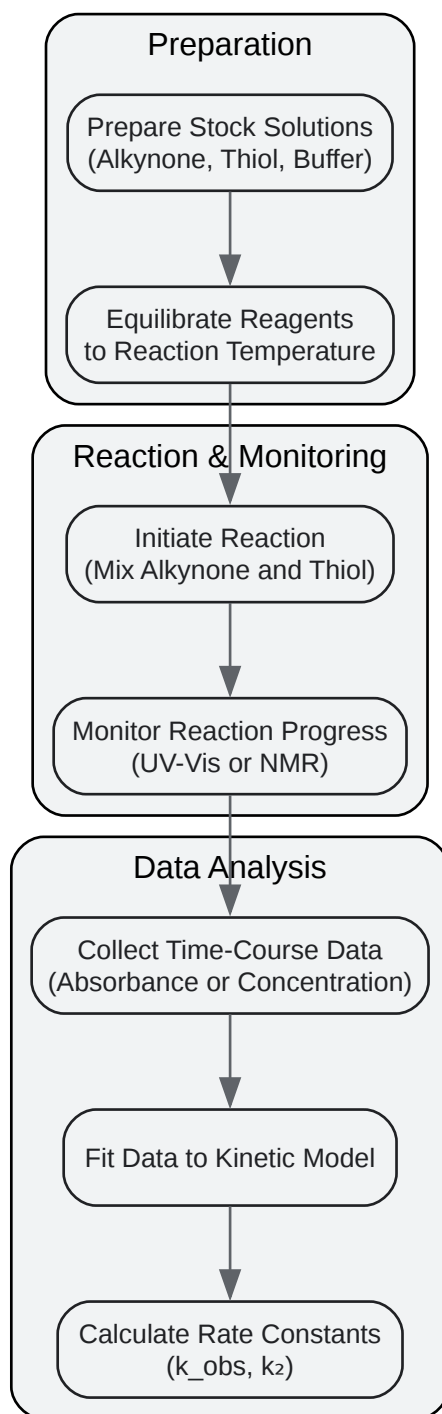 Preparation
Prepare Stock Solutions
(Alkynone, Thiol, Buffer)
Equilibrate Reagents
to Reaction Temperature
Reaction & Monitoring
Initiate Reaction
(Mix Alkynone and Thiol)
Monitor Reaction Progress
(UV-Vis or NMR)
Data Analysis
Collect Time-Course Data
(Absorbance or Concentration)
Fit Data to Kinetic Model
Calculate Rate Constants
(k_obs, k₂)